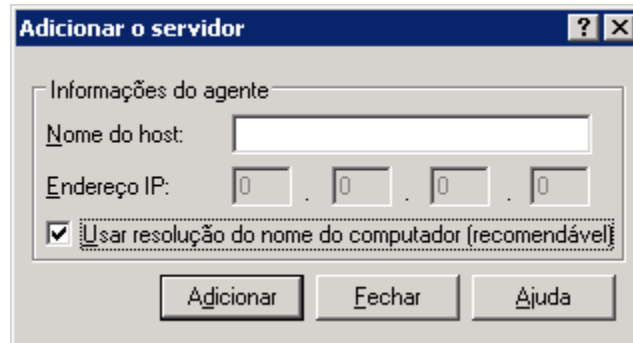 Adicionar o servidor
Informações do agente
Nome do host:
Endereço IP: 0 . 0 . 0 . 0
Usar resolução do nome do computador (recomendável)
Adicionar Fechar Ajuda